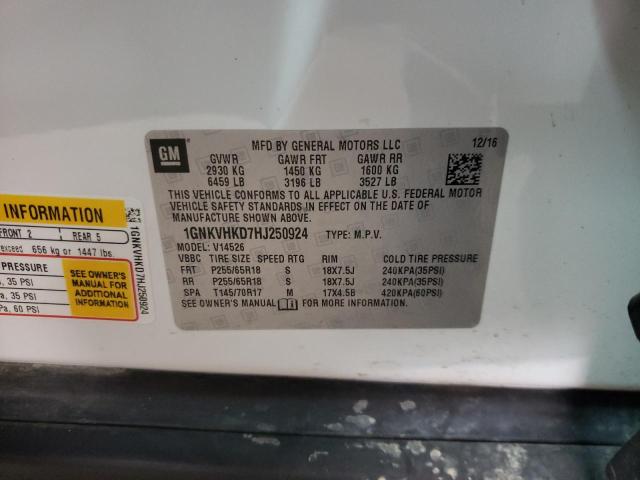 GM
MFD BY GENERAL MOTORS LLC 12/16
GVWR GAWR FRT GAWR RR
2930 KG 1450 KG 1600 KG
6459 LB 3196 LB 3527 LB
THIS VEHICLE CONFORMS TO ALL APPLICABLE U.S. FEDERAL MOTOR
VEHICLE SAFETY STANDARDS IN EFFECT ON THE DATE OF
MANUFACTURE SHOWN ABOVE.
1GNKVHKD7HJ250924 TYPE: M.P.V.
MODEL: V14526
VBBC TIRE SIZE SPEED RTG RIM COLD TIRE PRESSURE
FRT P255/65R18 S 18X7.5J 240KPA(35PSI)
RR P255/65R18 S 18X7.5J 240KPA(35PSI)
SPA T145/70R17 M 17X4.5B 420KPA(60PSI)
SEE OWNER'S MANUAL FOR MORE INFORMATION.
INFORMATION
FRONT 2 REAR 5
exceed 656 kg or 1447 lbs.
PRESSURE
, 35 PSI
a, 35 PSI
Pa, 60 PSI
SEE OWNER'S
MANUAL FOR
ADDITIONAL
INFORMATION
1GNKVHKD7HJ250924